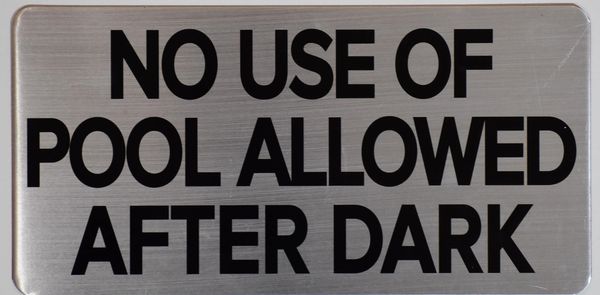 NO USE OF
POOL ALLOWED
AFTER DARK